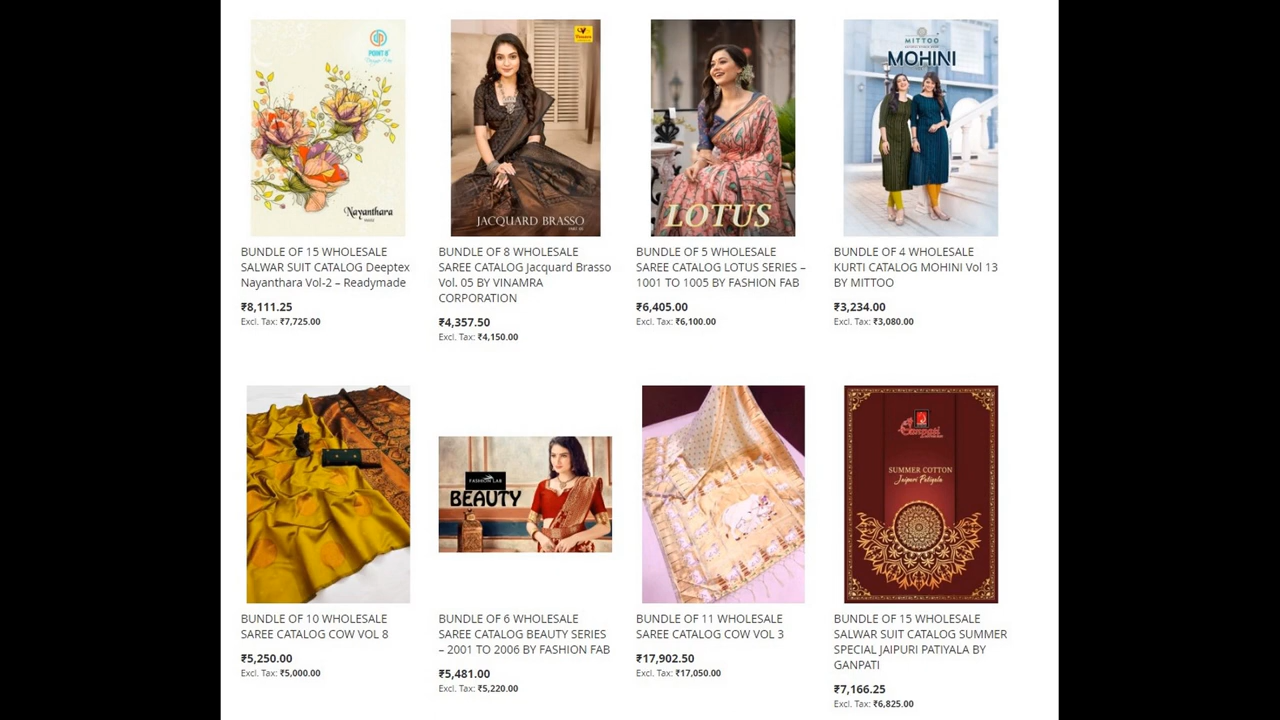 POINT 8
Nayanthara
Vinamra
JACQUARD BRASSO
LOTUS
MITTOO
MOHINI
BUNDLE OF 15 WHOLESALE
SALWAR SUIT CATALOG Deeptex
Nayanthara Vol-2 – Readymade
₹8,111.25
Excl. Tax: ₹7,725.00
BUNDLE OF 8 WHOLESALE
SAREE CATALOG Jacquard Brasso
Vol. 05 BY VINAMRA
CORPORATION
₹4,357.50
Excl. Tax: ₹4,150.00
BUNDLE OF 5 WHOLESALE
SAREE CATALOG LOTUS SERIES –
1001 TO 1005 BY FASHION FAB
₹6,405.00
Excl. Tax: ₹6,100.00
BUNDLE OF 4 WHOLESALE
KURTI CATALOG MOHINI Vol 13
BY MITTOO
₹3,234.00
Excl. Tax: ₹3,080.00
FASHION LAB
BEAUTY
Ganpati
SUMMER COTTON
Jaipuri Patiyala
BUNDLE OF 10 WHOLESALE
SAREE CATALOG COW VOL 8
₹5,250.00
Excl. Tax: ₹5,000.00
BUNDLE OF 6 WHOLESALE
SAREE CATALOG BEAUTY SERIES
– 2001 TO 2006 BY FASHION FAB
₹5,481.00
Excl. Tax: ₹5,220.00
BUNDLE OF 11 WHOLESALE
SAREE CATALOG COW VOL 3
₹17,902.50
Excl. Tax: ₹17,050.00
BUNDLE OF 15 WHOLESALE
SALWAR SUIT CATALOG SUMMER
SPECIAL JAIPURI PATIYALA BY
GANPATI
₹7,166.25
Excl. Tax: ₹6,825.00